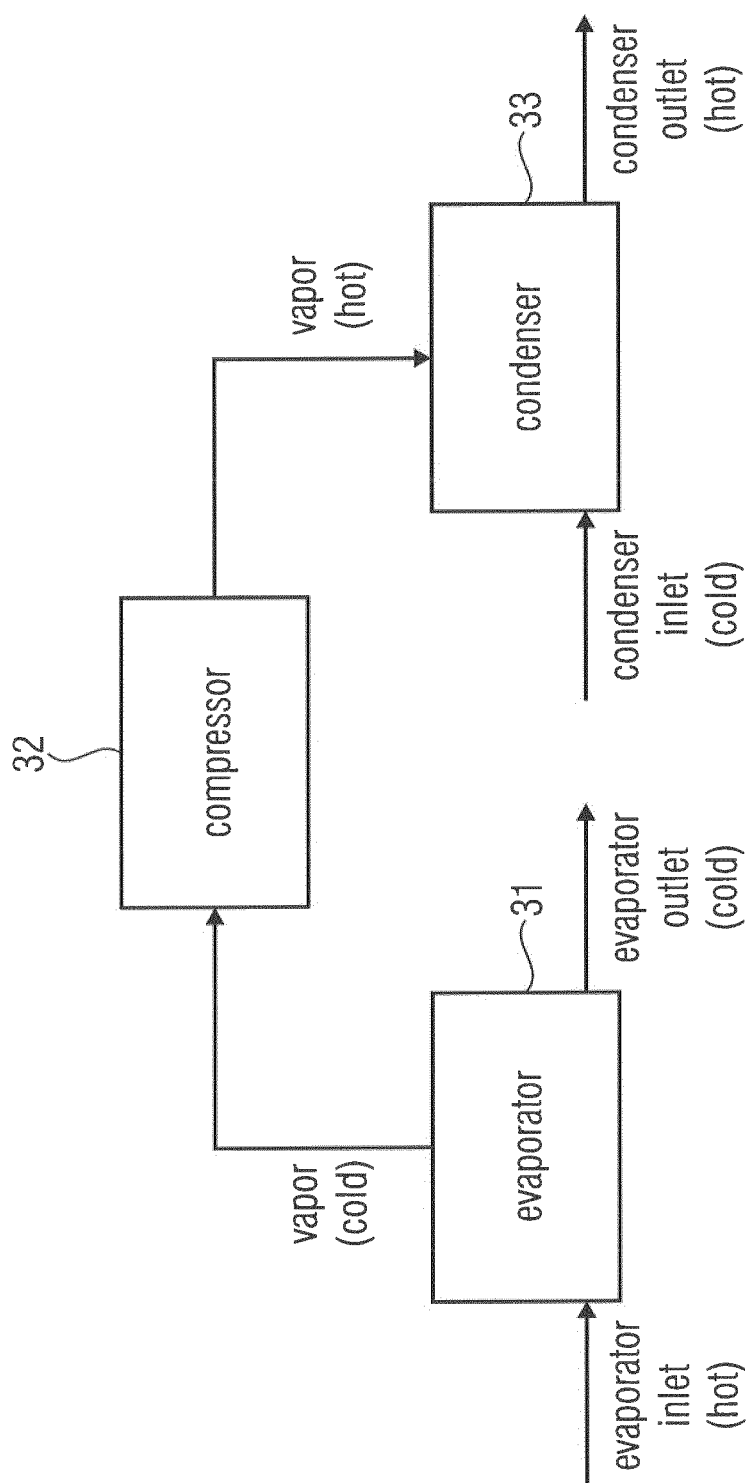 32
compressor
vapor
(cold)
vapor
(hot)
31
evaporator
33
condenser
evaporator
inlet
(hot)
evaporator
outlet
(cold)
condenser
inlet
(cold)
condenser
outlet
(hot)